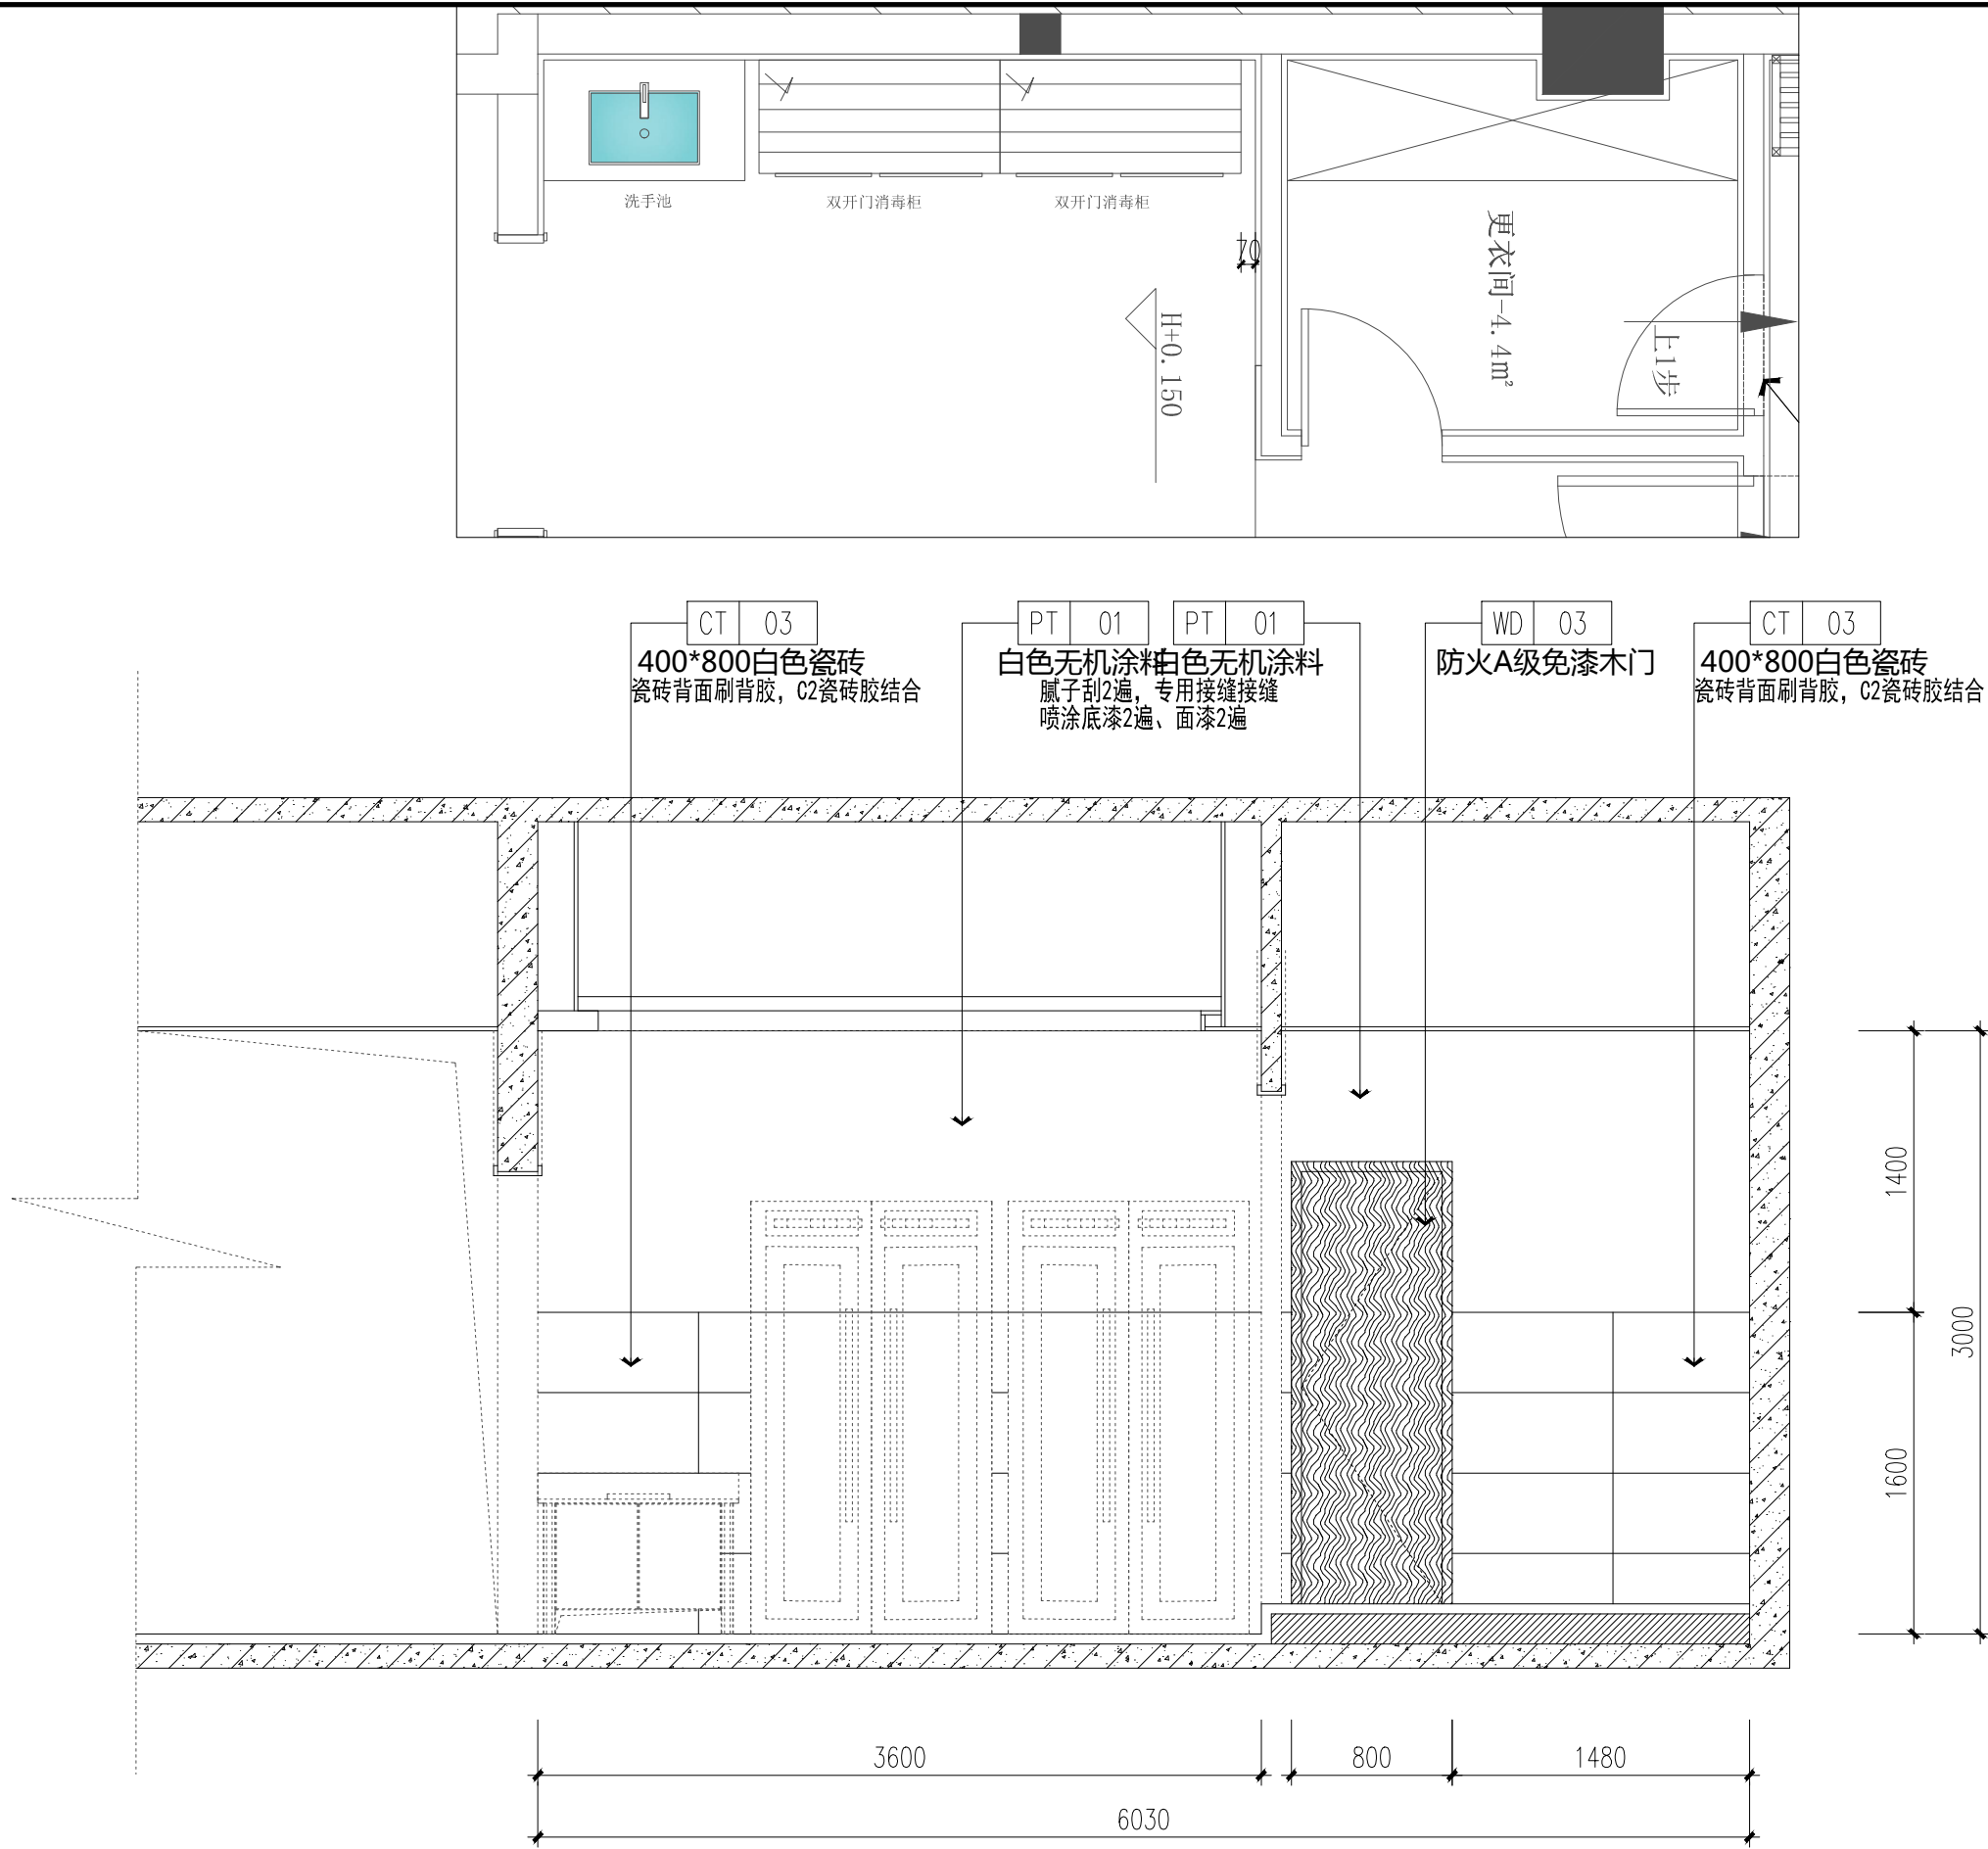 洗手池
双开门消毒柜
双开门消毒柜
70
H+0.150
更衣间-4.4m²
上1步
CT 03
400*800白色瓷砖
瓷砖背面刷背胶，C2瓷砖胶结合
PT 01
白色无机涂料
PT 01
白色无机涂料
腻子刮2遍，专用接缝接缝
喷涂底漆2遍、面漆2遍
WD 03
防火A级免漆木门
CT 03
400*800白色瓷砖
瓷砖背面刷背胶，C2瓷砖胶结合
1400
3000
1600
3600
800
1480
6030